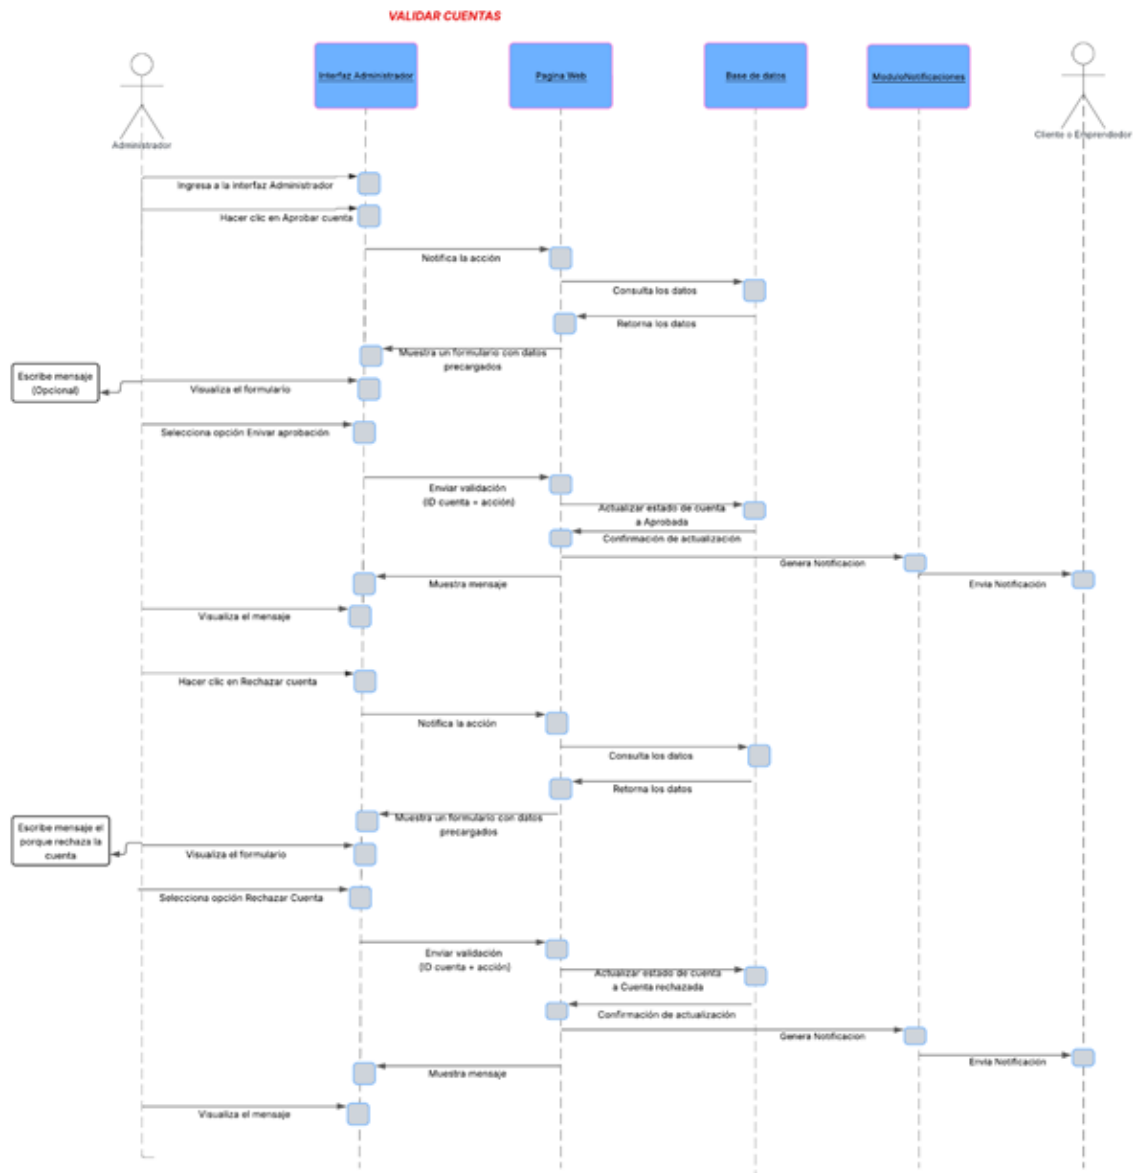 VALIDAR CUENTAS
Administrador
Interfaz Administrador
Pagina Web
Base de datos
ModuloNotificaciones
Cliente o Emprendedor
Ingresa a la interfaz Administrador
Hacer clic en Aprobar cuenta
Notifica la acción
Consulta los datos
Retorna los datos
Muestra un formulario con datos
precargados
Escribe mensaje
(Opcional)
Visualiza el formulario
Selecciona opción Enivar aprobación
Enviar validación
(ID cuenta + acción)
Actualizar estado de cuenta
a Aprobada
Confirmación de actualización
Genera Notificacion
Envia Notificación
Muestra mensaje
Visualiza el mensaje
Hacer clic en Rechazar cuenta
Notifica la acción
Consulta los datos
Retorna los datos
Muestra un formulario con datos
precargados
Escribe mensaje el
porque rechaza la
cuenta
Visualiza el formulario
Selecciona opción Rechazar Cuenta
Enviar validación
(ID cuenta + acción)
Actualizar estado de cuenta
a Cuenta rechazada
Confirmación de actualización
Genera Notificacion
Envia Notificación
Muestra mensaje
Visualiza el mensaje